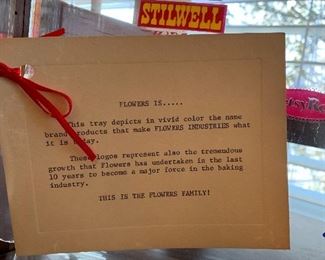 STILWELL
FLOWERS IS.....
This tray depicts in vivid color the name
brand products that make FLOWERS INDUSTRIES what
it is today.
These logos represent also the tremendous
growth that Flowers has undertaken in the last
10 years to become a major force in the baking
industry.
THIS IS THE FLOWERS FAMILY!